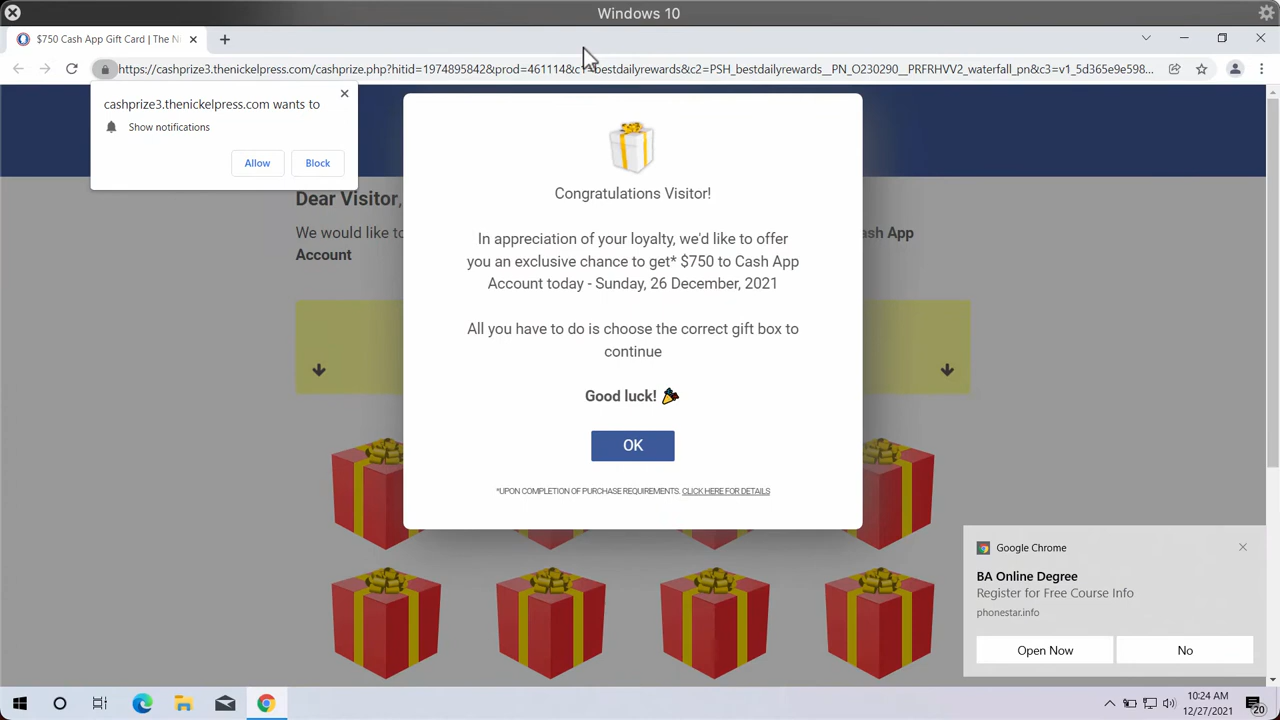 Windows 10
$750 Cash App Gift Card | The Ni
https://cashprize3.thenickelpress.com/cashprize.php?hitid=1974895842&prod=461114&c1=bestdailyrewards&c2=PSH_bestdailyrewards__PN_O230290__PRFRHVV2_waterfall_pn&c3=v1_5d365e9e598...
cashprize3.thenickelpress.com wants to
Show notifications
Allow
Block
Dear Visitor,
We would like to
ash App
Account
Congratulations Visitor!
In appreciation of your loyalty, we'd like to offer
you an exclusive chance to get* $750 to Cash App
Account today - Sunday, 26 December, 2021
All you have to do is choose the correct gift box to
continue
Good luck!
OK
*UPON COMPLETION OF PURCHASE REQUIREMENTS. CLICK HERE FOR DETAILS
Google Chrome
BA Online Degree
Register for Free Course Info
phonestar.info
Open Now
No
10:24 AM
12/27/2021
20